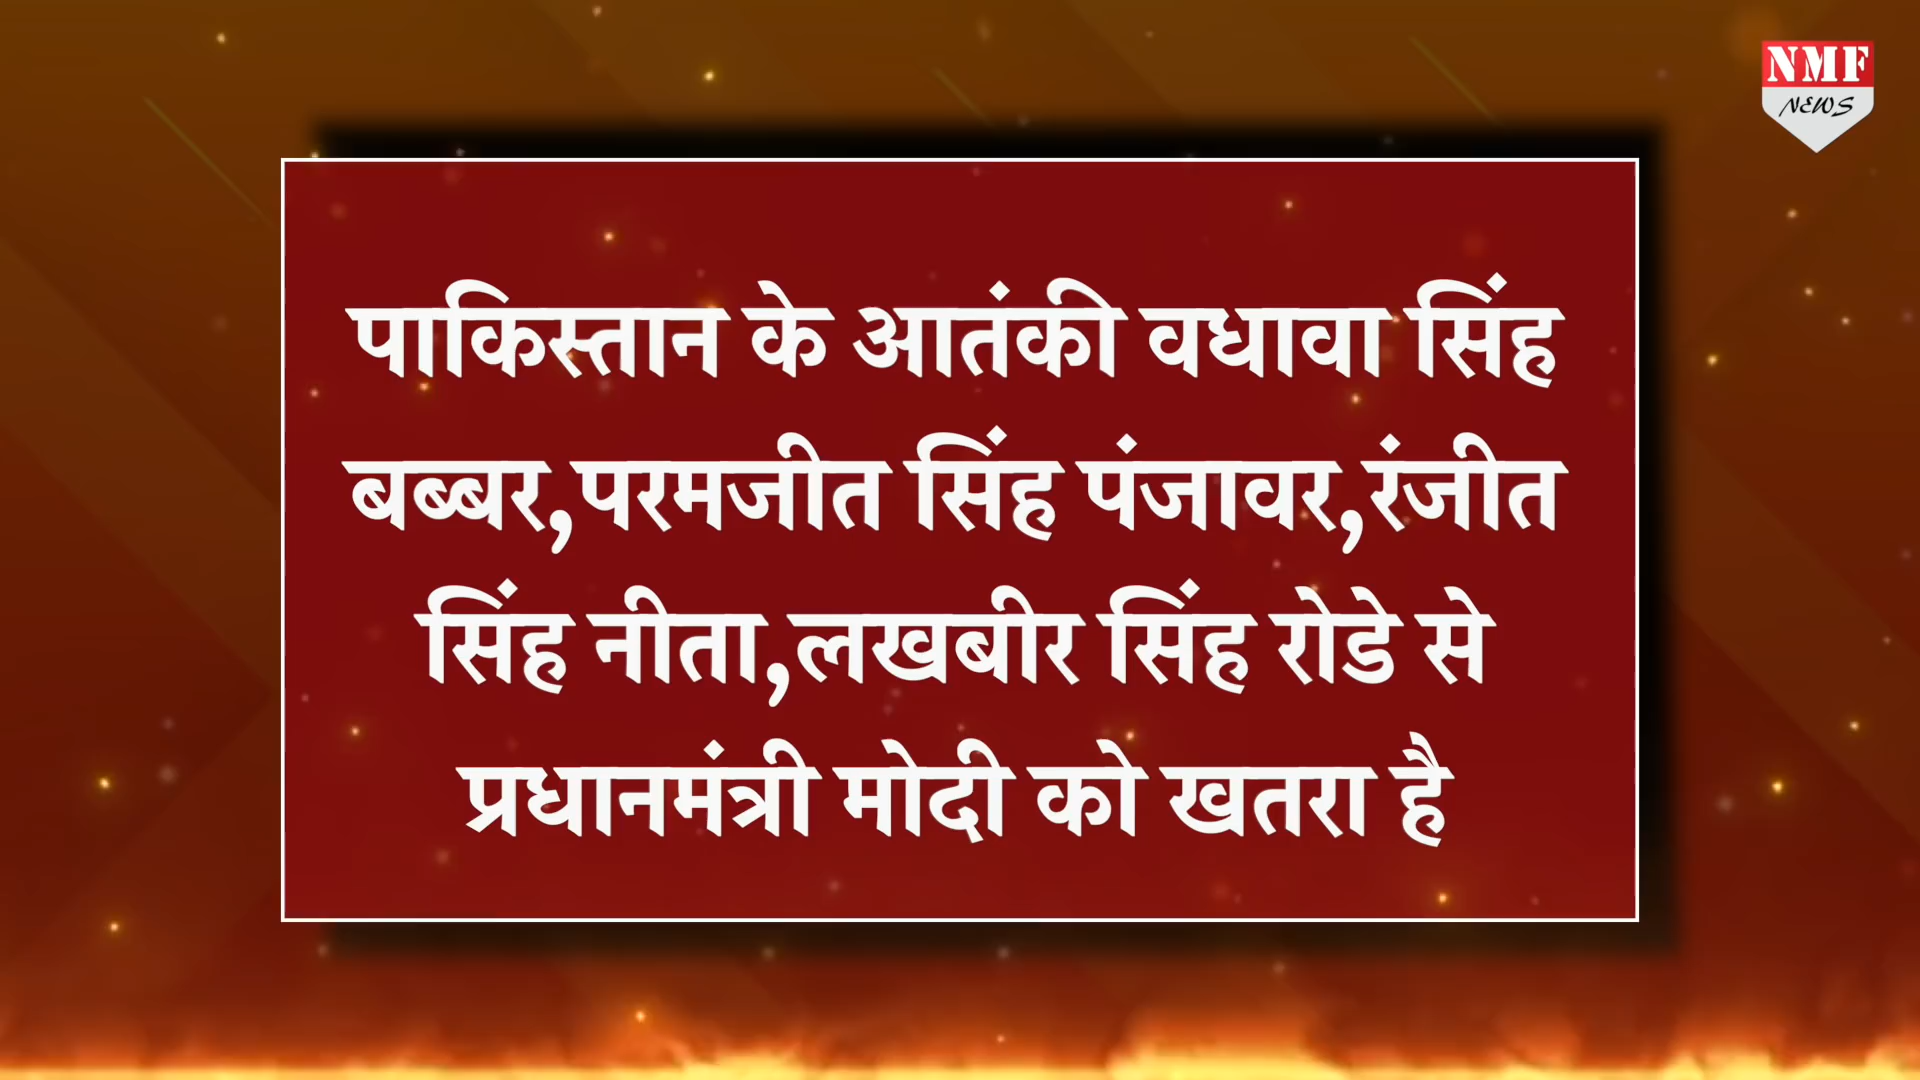 NMF
NEWS
पाकिस्तान के आतंकी वधावा सिंह
बब्बर,परमजीत सिंह पंजावर,रंजीत
सिंह नीता,लखबीर सिंह रोडे से
प्रधानमंत्री मोदी को खतरा है